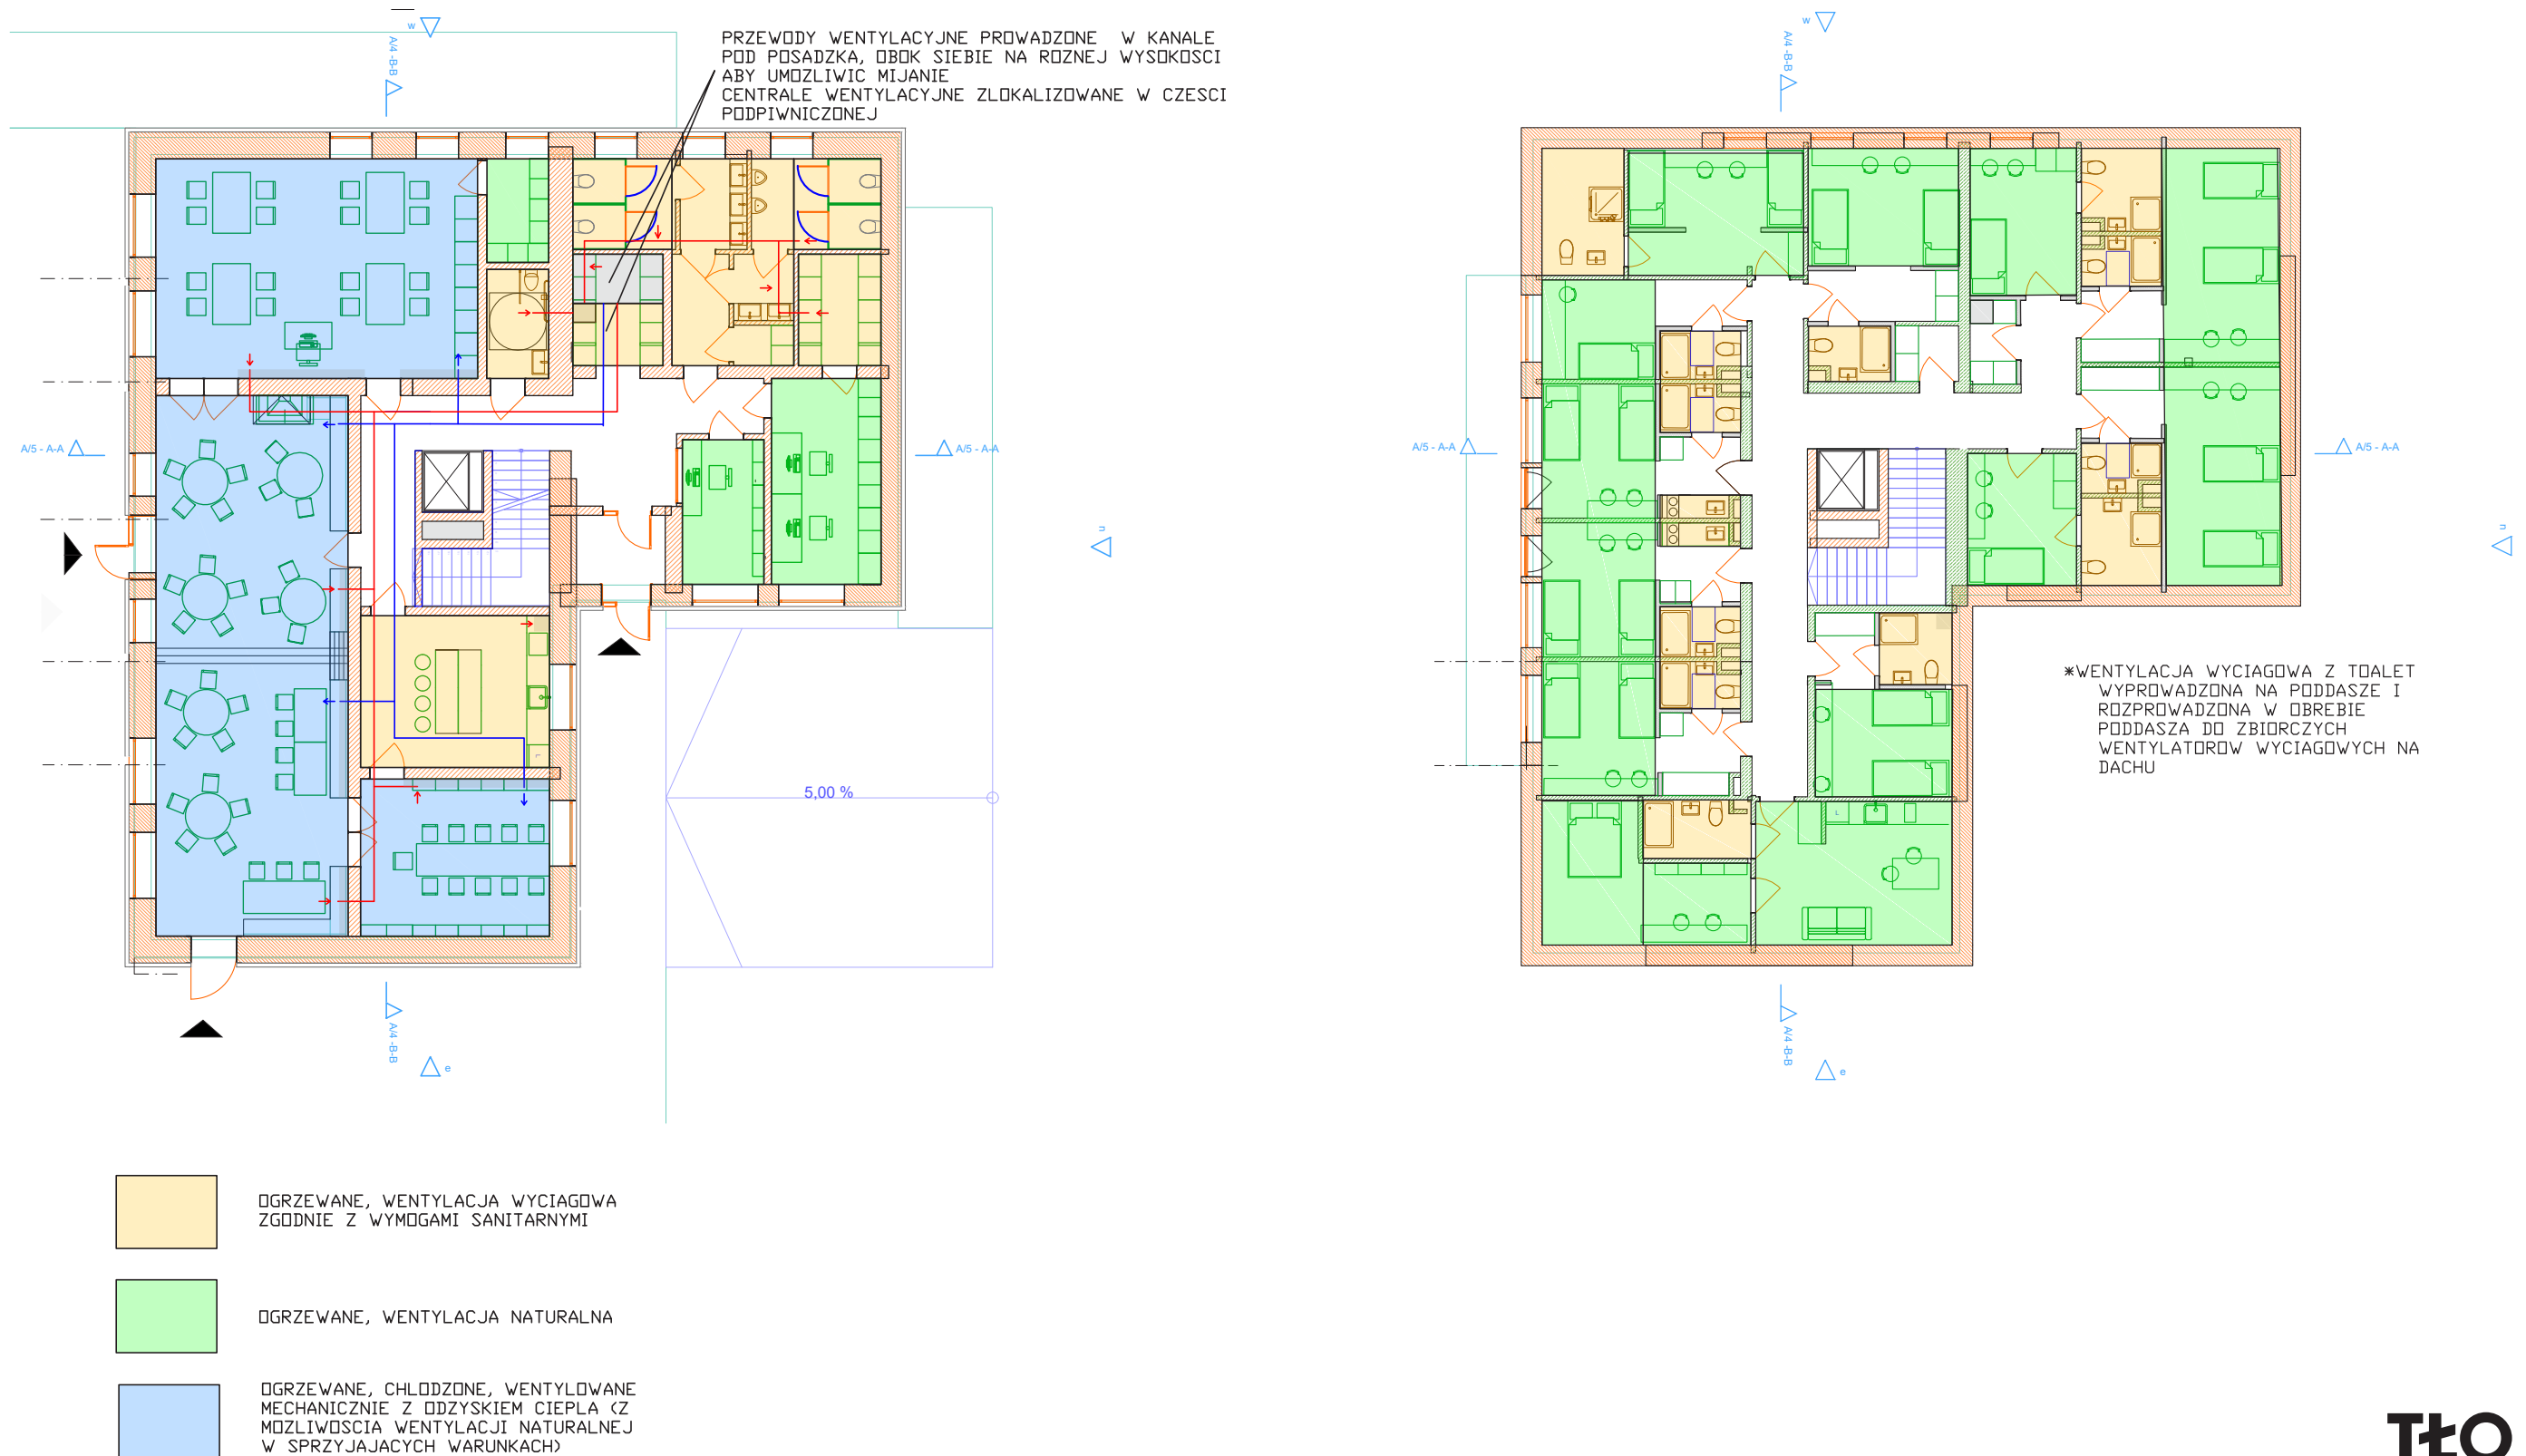 w
A/4 -B-B
PRZEWODY WENTYLACYJNE PROWADZONE W KANALE
POD POSADZKA, OBOK SIEBIE NA ROZNEJ WYSOKOSCI
ABY UMOZLIWIC MIJANIE
CENTRALE WENTYLACYJNE ZLOKALIZOWANE W CZESCI
PODPIWNICZONEJ
w
A/4 -B-B
A/5 - A-A
A/5 - A-A
A/5 - A-A
A/5 - A-A
n
n
*WENTYLACJA WYCIAGOWA Z TOALET
WYPROWADZONA NA PODDASZE I
ROZPROWADZONA W OBREBIE
PODDASZA DO ZBIORCZYCH
WENTYLATOROW WYCIAGOWYCH NA
DACHU
L
5,00 %
L
A/4 -B-B
e
A/4 -B-B
e
OGRZEWANE, WENTYLACJA WYCIAGOWA
ZGODNIE Z WYMOGAMI SANITARNYMI
OGRZEWANE, WENTYLACJA NATURALNA
OGRZEWANE, CHLODZONE, WENTYLOWANE
MECHANICZNIE Z ODZYSKIEM CIEPLA (Z
MOZLIWOSCIA WENTYLACJI NATURALNEJ
W SPRZYJAJACYCH WARUNKACH)
TŁO